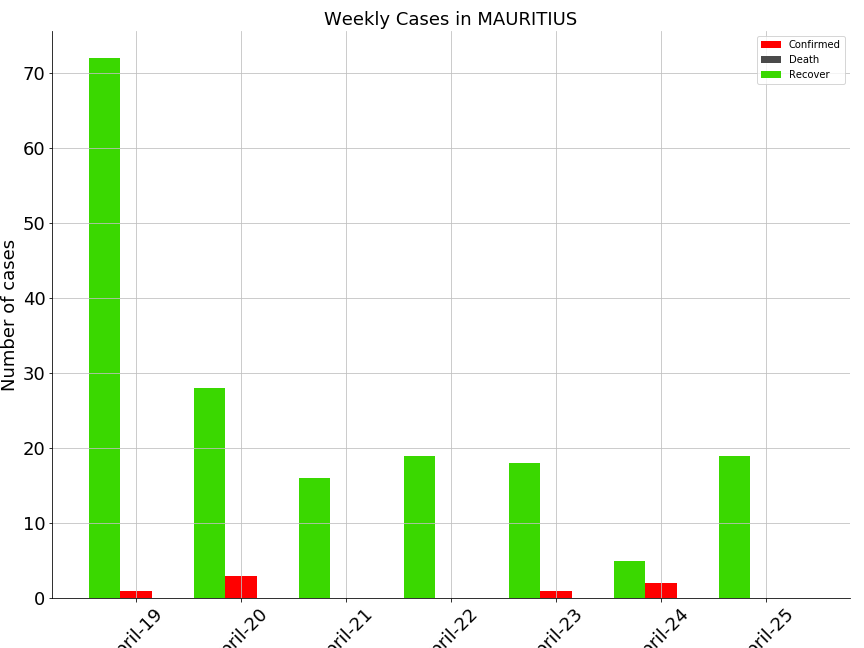 Weekly Cases in MAURITIUS
Confirmed
Death
Recover
Number of cases
70
60
50
40
30
20
10
0
pril-19
pril-20
pril-21
pril-22
pril-23
pril-24
pril-25